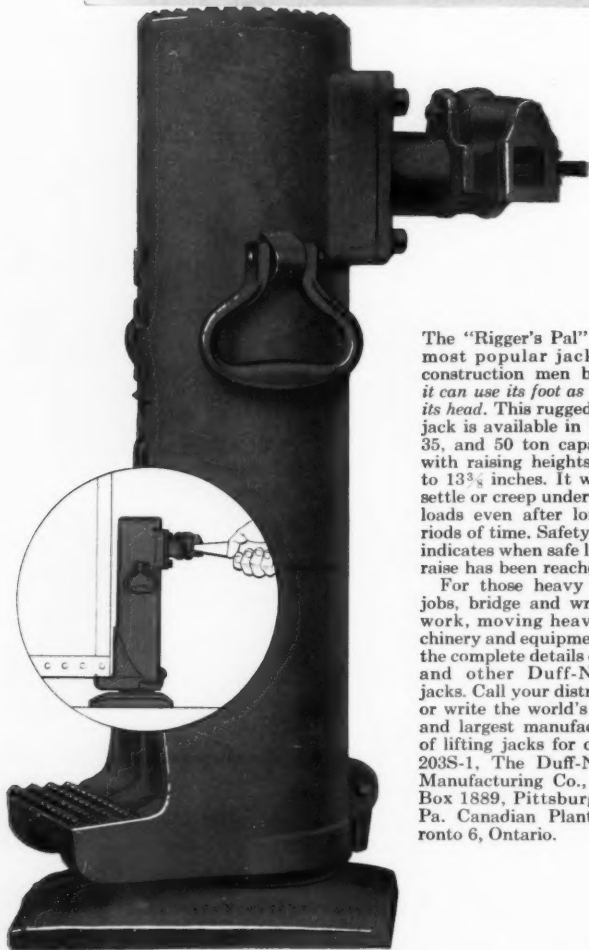 The “Rigger’s Pal”
most popular jack
construction men b
it can use its foot as
its head. This rugged
jack is available in
35, and 50 ton capa
with raising heights
to 13⅜ inches. It w
settle or creep under
loads even after lo
riods of time. Safety
indicates when safe l
raise has been reache
For those heavy
jobs, bridge and wr
work, moving heav
chinery and equipme
the complete details
and other Duff-N
jacks. Call your distr
or write the world’s
and largest manufac
of lifting jacks for c
203S-1, The Duff-N
Manufacturing Co.,
Box 1889, Pittsburg
Pa. Canadian Plant
ronto 6, Ontario.